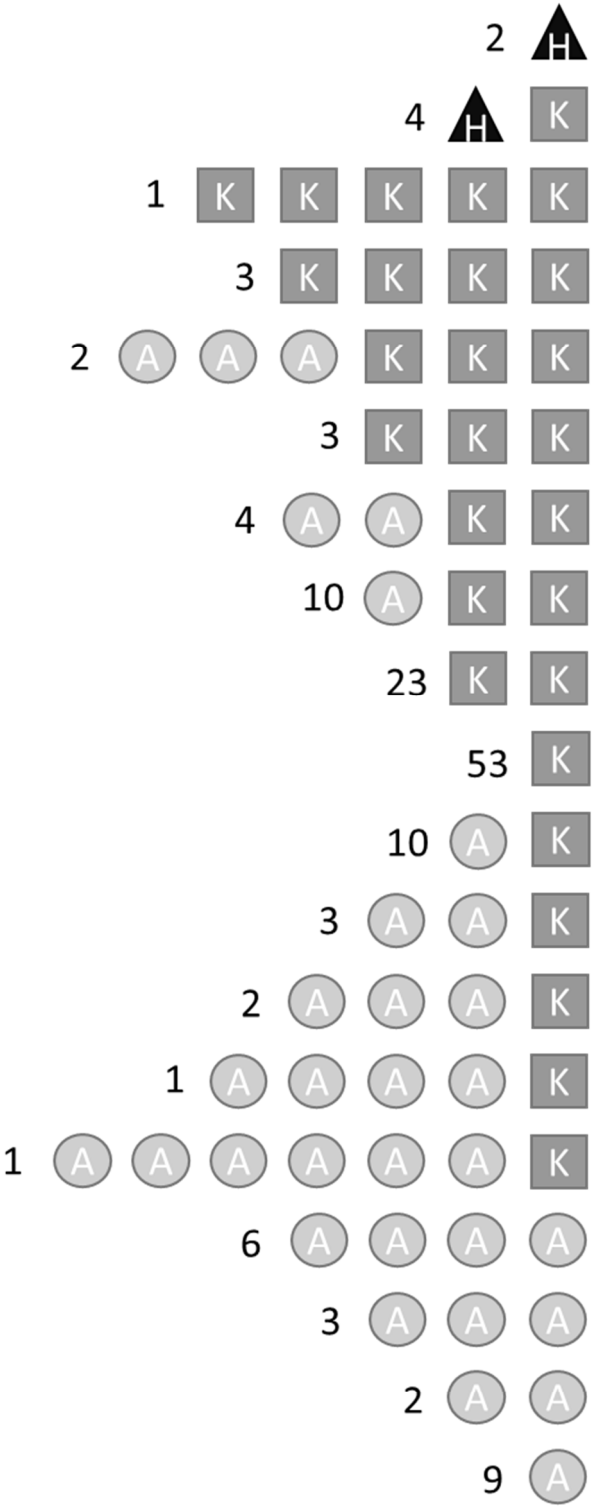 2 H
4 H K
1 K K K K K
3 K K K K
2 A A A K K K
3 K K K
4 A A K K
10 A K K
23 K K
53 K
10 A K
3 A A K
2 A A A K
1 A A A A K
1 A A A A A A K
6 A A A A
3 A A A
2 A A
9 A